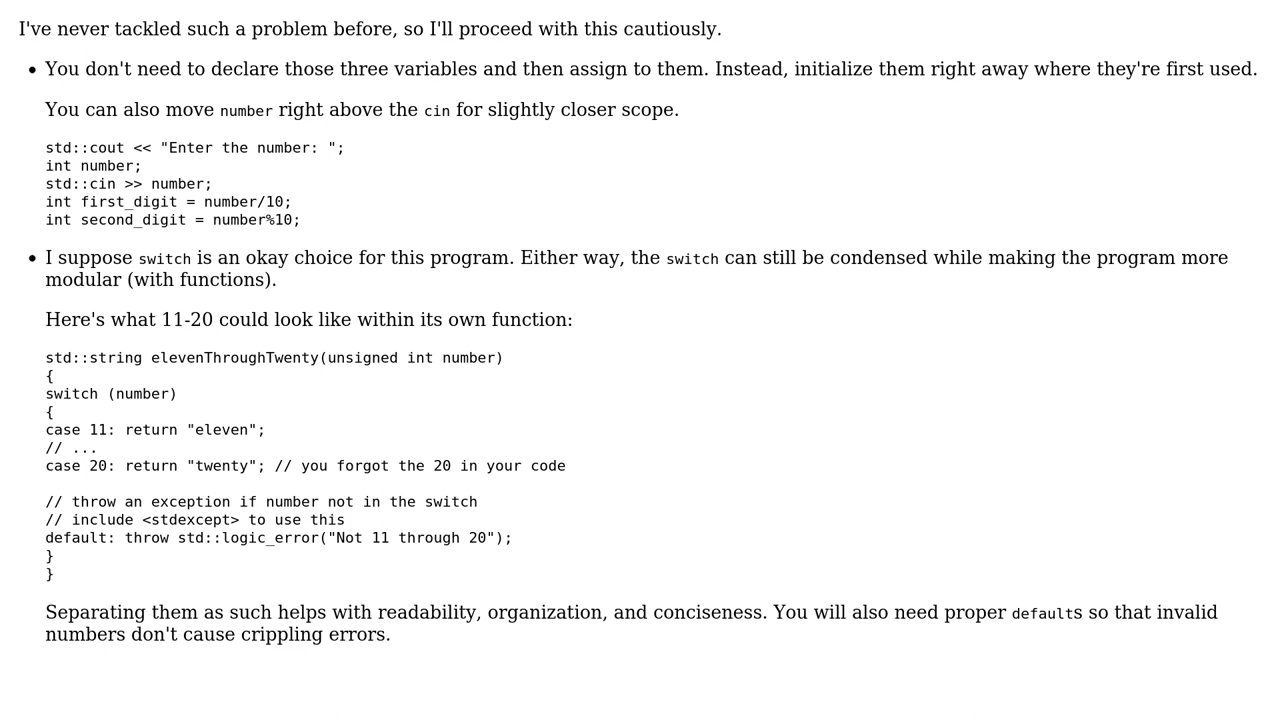 I've never tackled such a problem before, so I'll proceed with this cautiously.
• You don't need to declare those three variables and then assign to them. Instead, initialize them right away where they're first used.
You can also move number right above the cin for slightly closer scope.
std::cout << "Enter the number: ";
int number;
std::cin >> number;
int first_digit = number/10;
int second_digit = number%10;
• I suppose switch is an okay choice for this program. Either way, the switch can still be condensed while making the program more
modular (with functions).
Here's what 11-20 could look like within its own function:
std::string elevenThroughTwenty(unsigned int number)
{
switch (number)
{
case 11: return "eleven";
// ...
case 20: return "twenty"; // you forgot the 20 in your code
// throw an exception if number not in the switch
// include <stdexcept> to use this
default: throw std::logic_error("Not 11 through 20");
}
}
Separating them as such helps with readability, organization, and conciseness. You will also need proper defaults so that invalid
numbers don't cause crippling errors.